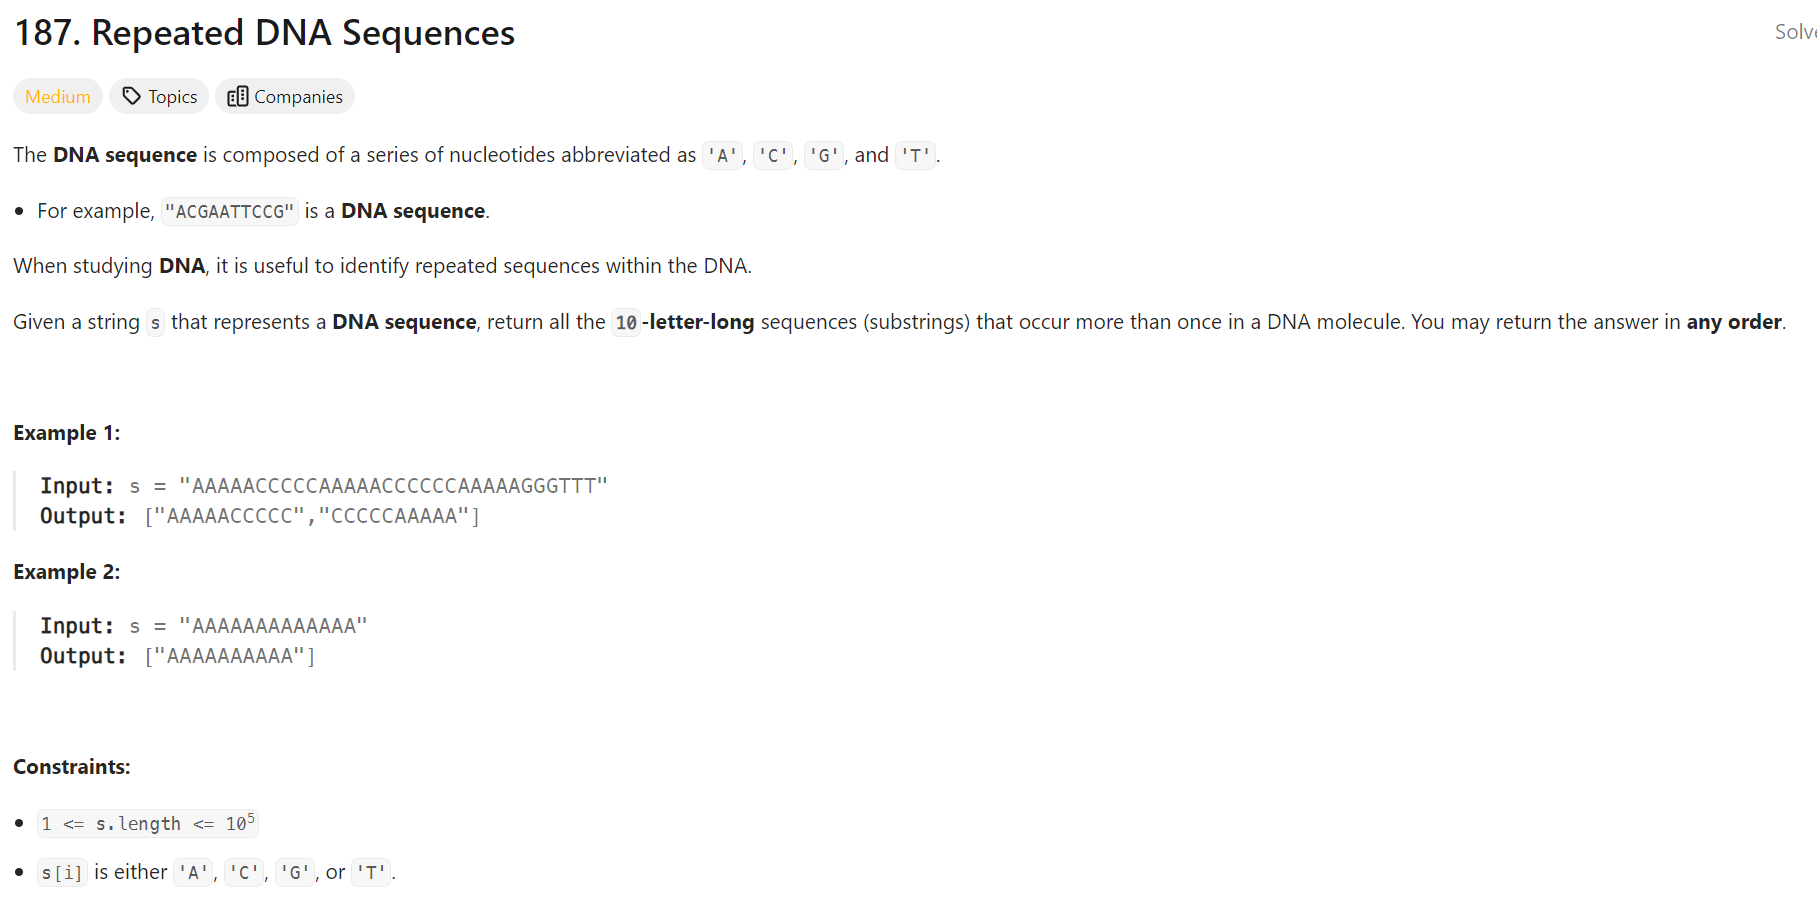 187. Repeated DNA Sequences
Solve
Medium Topics Companies
The DNA sequence is composed of a series of nucleotides abbreviated as 'A', 'C', 'G', and 'T'.
• For example, "ACGAATTCCG" is a DNA sequence.
When studying DNA, it is useful to identify repeated sequences within the DNA.
Given a string s that represents a DNA sequence, return all the 10-letter-long sequences (substrings) that occur more than once in a DNA molecule. You may return the answer in any order.
Example 1:
Input: s = "AAAAACCCCCAAAAACCCCCCAAAAAGGGTTT"
Output: ["AAAAACCCCC","CCCCCAAAAA"]
Example 2:
Input: s = "AAAAAAAAAAAAA"
Output: ["AAAAAAAAAA"]
Constraints:
• 1 <= s.length <= 10⁵
• s[i] is either 'A', 'C', 'G', or 'T'.